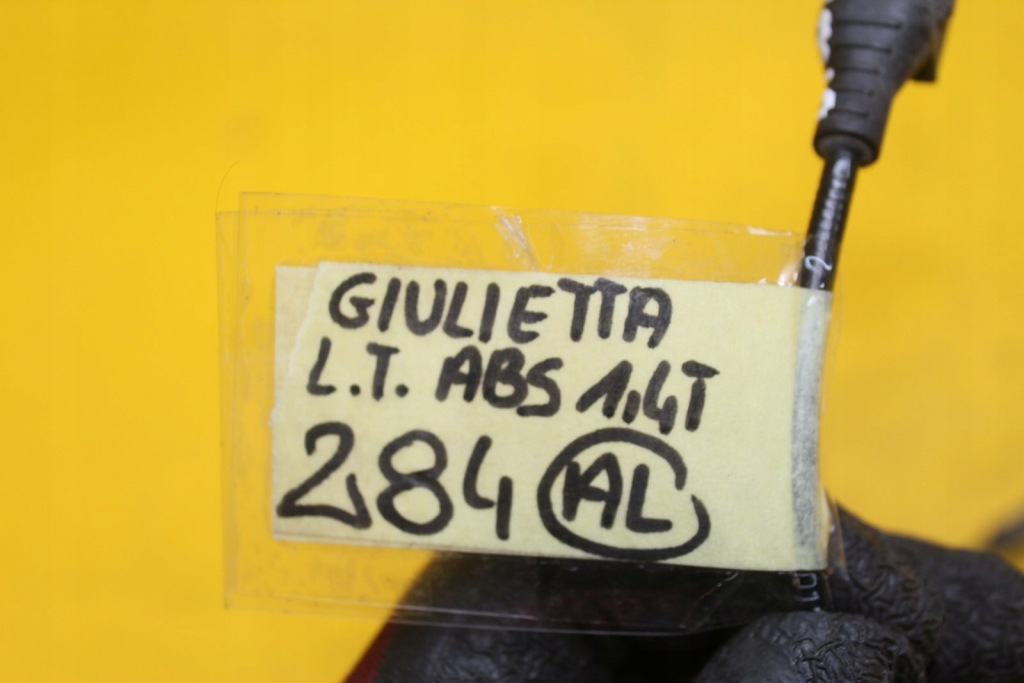 GIULIETTA
L.T. ABS 1,4T
284 AL